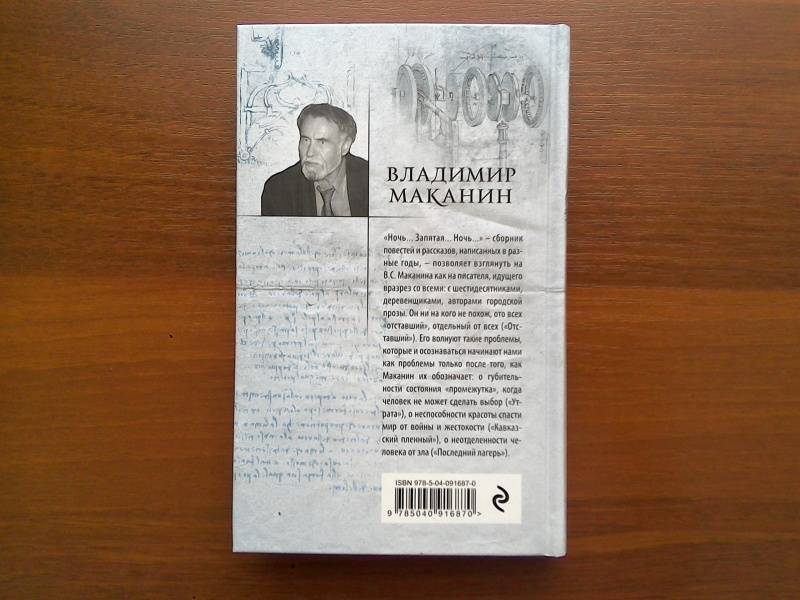 ВЛАДИМИР
МАКАНИН
«Ночь... Запятая... Ночь...» – сборник
повестей и рассказов, написанных в раз-
ные годы, – позволяет взглянуть на
В.С. Маканина как на писателя, идущего
вразрез со всеми: с шестидесятниками,
деревенщиками, авторами городской
прозы. Он ни на кого не похож, ото всех
«отставший», отдельный от всех («Отс-
тавший»). Его волнуют такие проблемы,
которые и осознаваться начинают нами
как проблемы только после того, как
Маканин их обозначает: о губитель-
ности состояния «промежутка», когда
человек не может сделать выбор («Ут-
рата»), о неспособности красоты спасти
мир от войны и жестокости («Кавказ-
ский пленный»), о неотделенности че-
ловека от зла («Последний лагерь»).
ISBN 978-5-04-091687-0
9 785040 916870 >